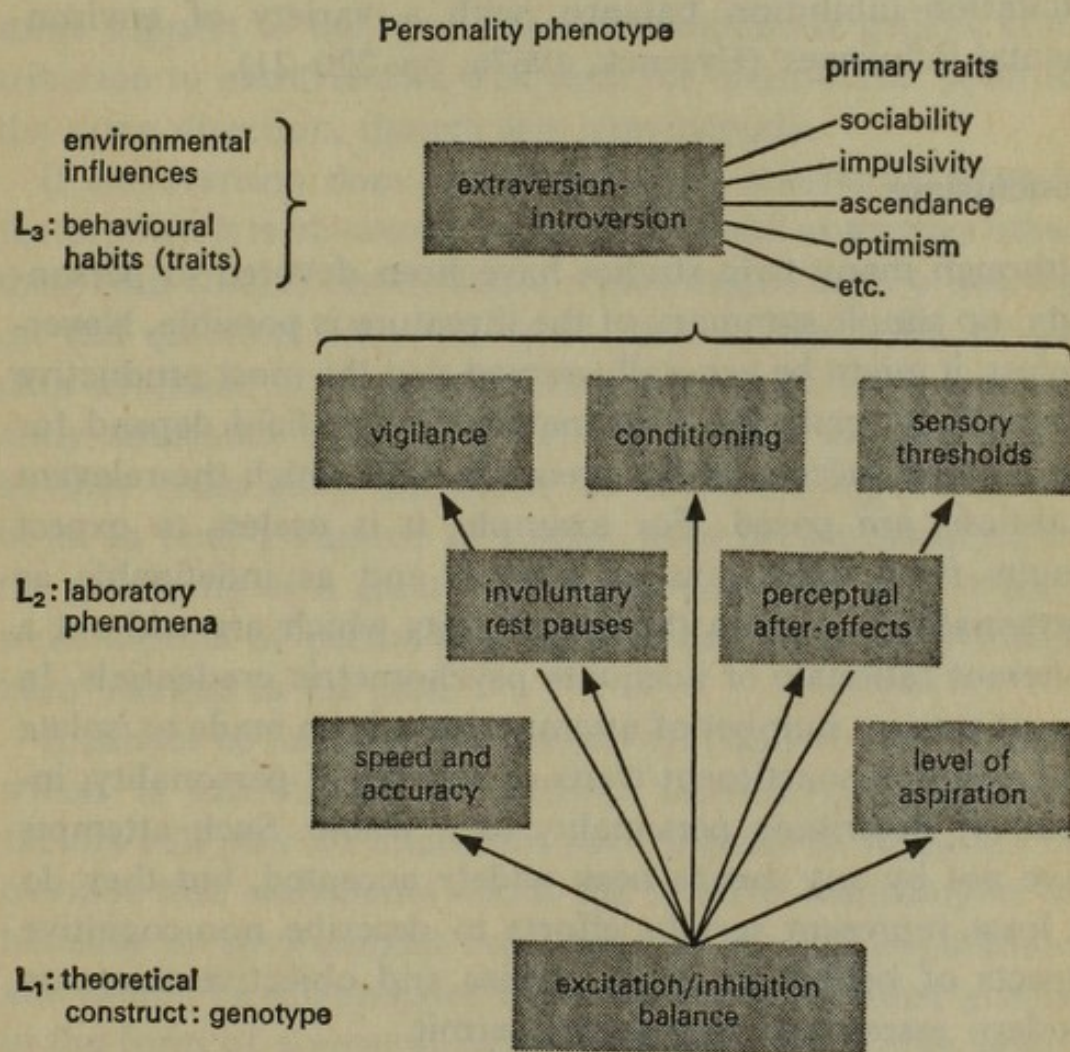 Personality phenotype
primary traits
environmental
influences
L₃: behavioural
habits (traits)
extraversion-
introversion
sociability
impulsivity
ascendance
optimism
etc.
vigilance
conditioning
sensory
thresholds
L₂: laboratory
phenomena
involuntary
rest pauses
perceptual
after-effects
speed and
accuracy
level of
aspiration
L₁: theoretical
construct: genotype
excitation/inhibition
balance